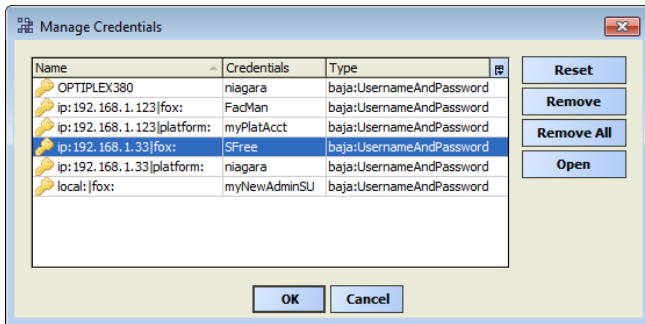 Manage Credentials
Name Credentials Type
OPTIPLEX380 niagara baja:UsernameAndPassword
ip:192.168.1.123|fox: FacMan baja:UsernameAndPassword
ip:192.168.1.123|platform: myPlatAcct baja:UsernameAndPassword
ip:192.168.1.33|fox: SFree baja:UsernameAndPassword
ip:192.168.1.33|platform: niagara baja:UsernameAndPassword
local:|fox: myNewAdminSU baja:UsernameAndPassword
Reset
Remove
Remove All
Open
OK Cancel